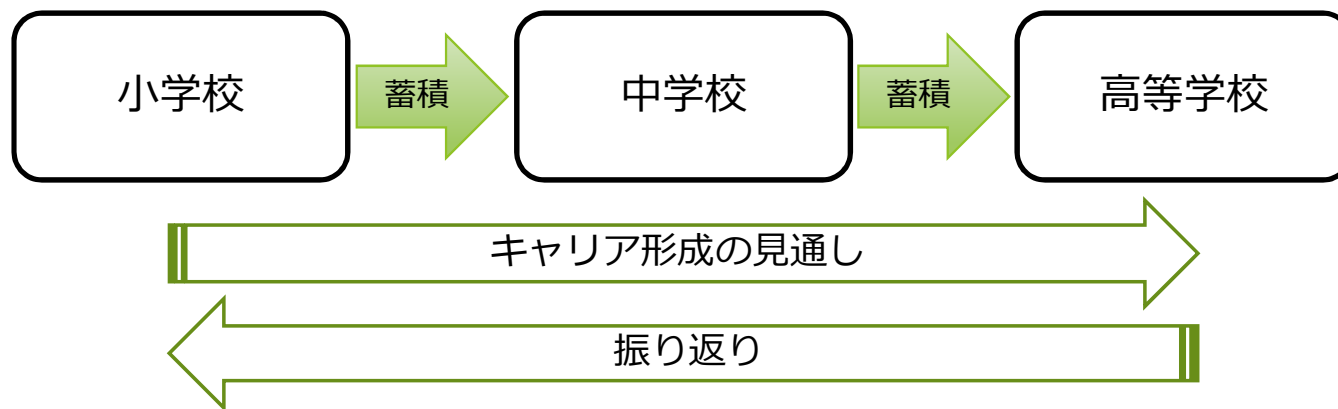 小学校
蓄積
中学校
蓄積
高等学校
キャリア形成の見通し
振り返り